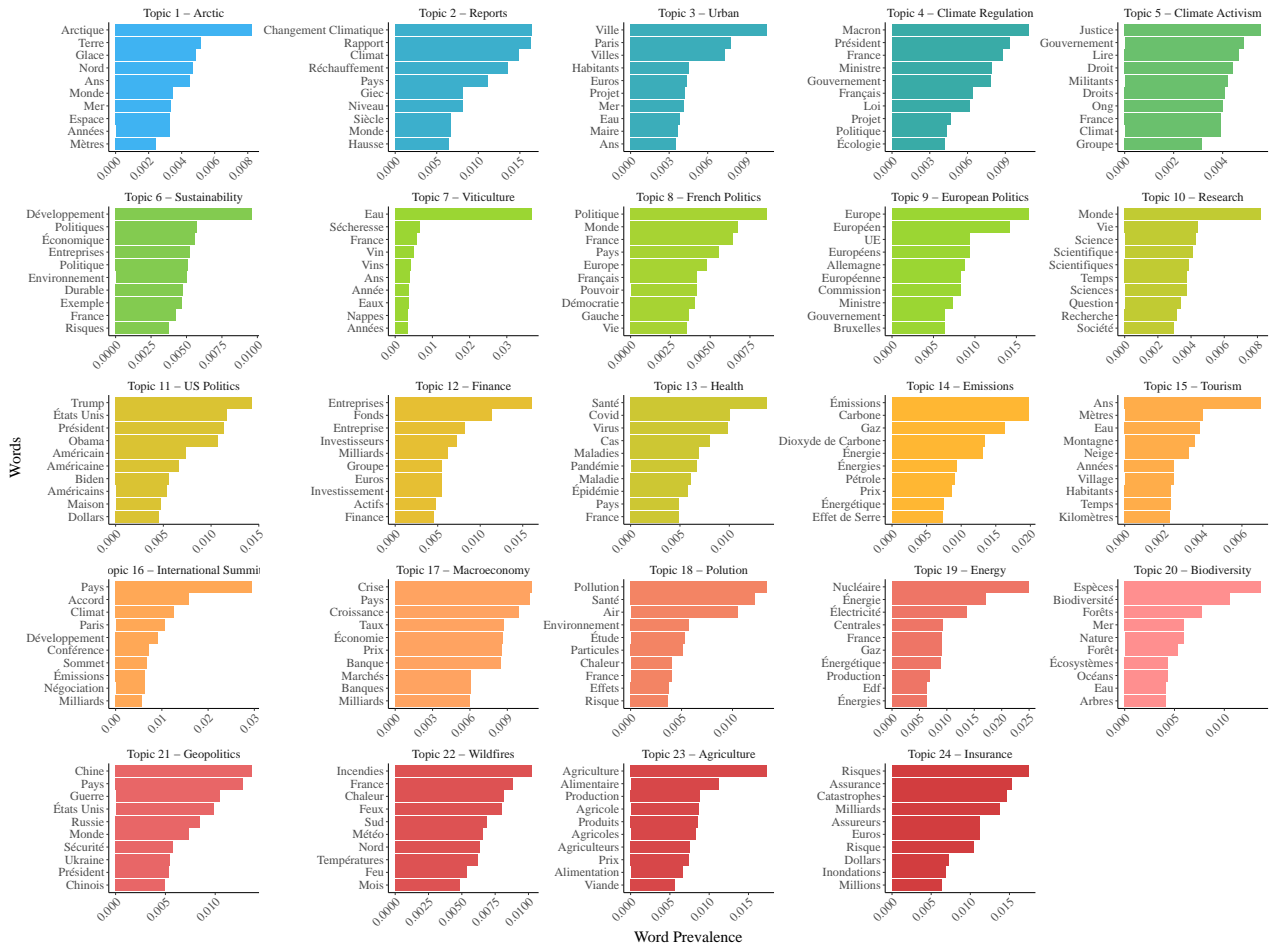 Topic 1 – Arctic
Arctique
Terre
Glace
Nord
Ans
Monde
Mer
Espace
Années
Mètres
0.000 0.002 0.004 0.006 0.008
Topic 2 – Reports
Changement Climatique
Rapport
Climat
Réchauffement
Pays
Giec
Niveau
Siècle
Monde
Hausse
0.000 0.005 0.010 0.015
Topic 3 – Urban
Ville
Paris
Villes
Habitants
Euros
Projet
Mer
Eau
Maire
Ans
0.000 0.003 0.006 0.009
Topic 4 – Climate Regulation
Macron
Président
France
Ministre
Gouvernement
Français
Loi
Projet
Politique
Écologie
0.000 0.003 0.006 0.009
Topic 5 – Climate Activism
Justice
Gouvernement
Lire
Droit
Militants
Droits
Ong
France
Climat
Groupe
0.000 0.002 0.004
Topic 6 – Sustainability
Développement
Politiques
Économique
Entreprises
Politique
Environnement
Durable
Exemple
France
Risques
0.0000 0.0025 0.0050 0.0075 0.0100
Topic 7 – Viticulture
Eau
Sécheresse
France
Vin
Vins
Ans
Année
Eaux
Nappes
Années
0.00 0.01 0.02 0.03
Topic 8 – French Politics
Politique
Monde
France
Pays
Europe
Français
Pouvoir
Démocratie
Gauche
Vie
0.0000 0.0025 0.0050 0.0075
Topic 9 – European Politics
Europe
Européen
UE
Européens
Allemagne
Européenne
Commission
Ministre
Gouvernement
Bruxelles
0.000 0.005 0.010 0.015
Topic 10 – Research
Monde
Vie
Science
Scientifique
Scientifiques
Temps
Sciences
Question
Recherche
Société
0.000 0.002 0.004 0.006 0.008
Topic 11 – US Politics
Trump
États Unis
Président
Obama
Américain
Américaine
Biden
Américains
Maison
Dollars
0.000 0.005 0.010 0.015
Topic 12 – Finance
Entreprises
Fonds
Entreprise
Investisseurs
Milliards
Groupe
Euros
Investissement
Actifs
Finance
0.000 0.005 0.010 0.015
Topic 13 – Health
Santé
Covid
Virus
Cas
Maladies
Pandémie
Maladie
Épidémie
Pays
France
0.000 0.005 0.010
Topic 14 – Emissions
Émissions
Carbone
Gaz
Dioxyde de Carbone
Énergie
Énergies
Pétrole
Prix
Énergétique
Effet de Serre
0.000 0.005 0.010 0.015 0.020
Topic 15 – Tourism
Ans
Mètres
Eau
Montagne
Neige
Années
Village
Habitants
Temps
Kilomètres
0.000 0.002 0.004 0.006
opic 16 – International Summit
Pays
Accord
Climat
Paris
Développement
Conférence
Sommet
Émissions
Négociation
Milliards
0.00 0.01 0.02 0.03
Topic 17 – Macroeconomy
Crise
Pays
Croissance
Taux
Économie
Prix
Banque
Marchés
Banques
Milliards
0.000 0.003 0.006 0.009
Topic 18 – Polution
Pollution
Santé
Air
Environnement
Étude
Particules
Chaleur
France
Effets
Risque
0.000 0.005 0.010
Topic 19 – Energy
Nucléaire
Énergie
Électricité
Centrales
France
Gaz
Énergétique
Production
Edf
Énergies
0.000 0.005 0.010 0.015 0.020 0.025
Topic 20 – Biodiversity
Espèces
Biodiversité
Forêts
Mer
Nature
Forêt
Écosystèmes
Océans
Eau
Arbres
0.000 0.005 0.010
Topic 21 – Geopolitics
Chine
Pays
Guerre
États Unis
Russie
Monde
Sécurité
Ukraine
Président
Chinois
0.000 0.005 0.010
Topic 22 – Wildfires
Incendies
France
Chaleur
Feux
Sud
Météo
Nord
Températures
Feu
Mois
0.0000 0.0025 0.0050 0.0075 0.0100
Topic 23 – Agriculture
Agriculture
Alimentaire
Production
Agricole
Produits
Agricoles
Agriculteurs
Prix
Alimentation
Viande
0.000 0.005 0.010 0.015
Topic 24 – Insurance
Risques
Assurance
Catastrophes
Milliards
Assureurs
Euros
Risque
Dollars
Inondations
Millions
0.000 0.005 0.010 0.015
Words
Word Prevalence